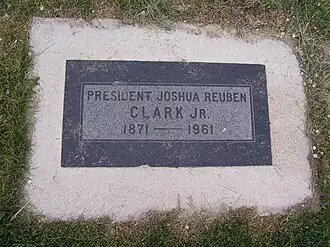 PRESIDENT JOSHUA REUBEN
CLARK JR.
1871 — 1961